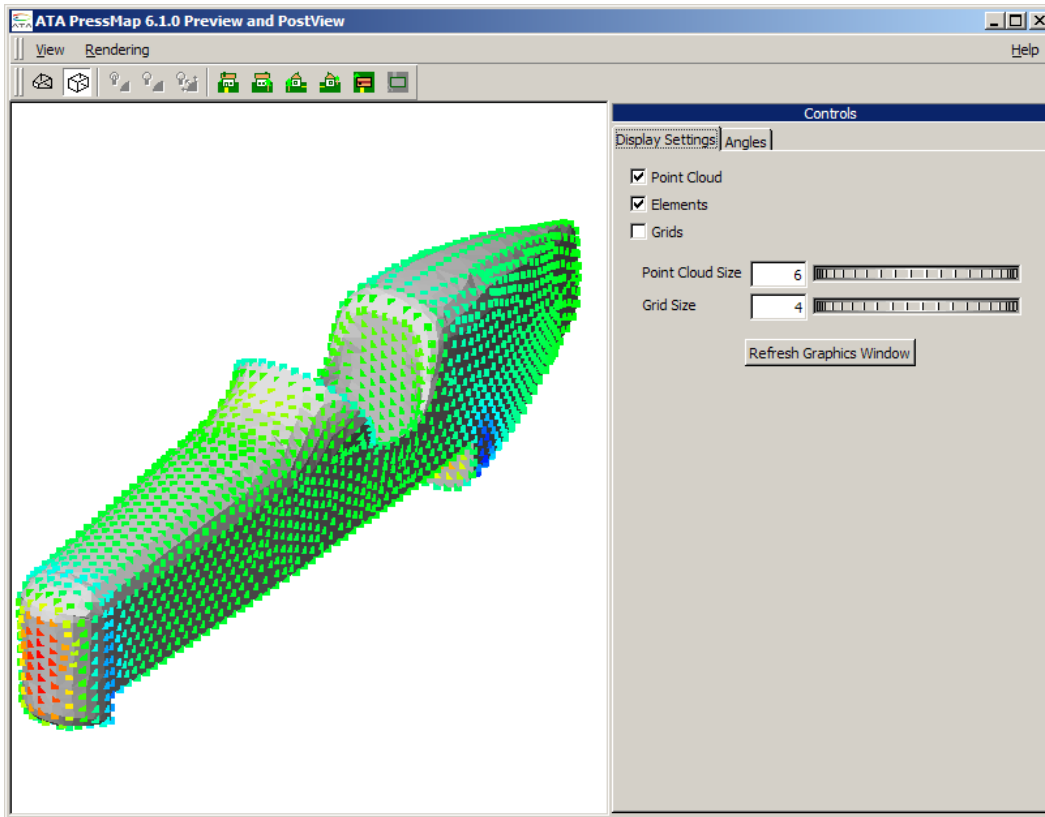 ATA PressMap 6.1.0 Preview and PostView
View Rendering Help
Controls
Display Settings Angles
Point Cloud
Elements
Grids
Point Cloud Size 6
Grid Size 4
Refresh Graphics Window